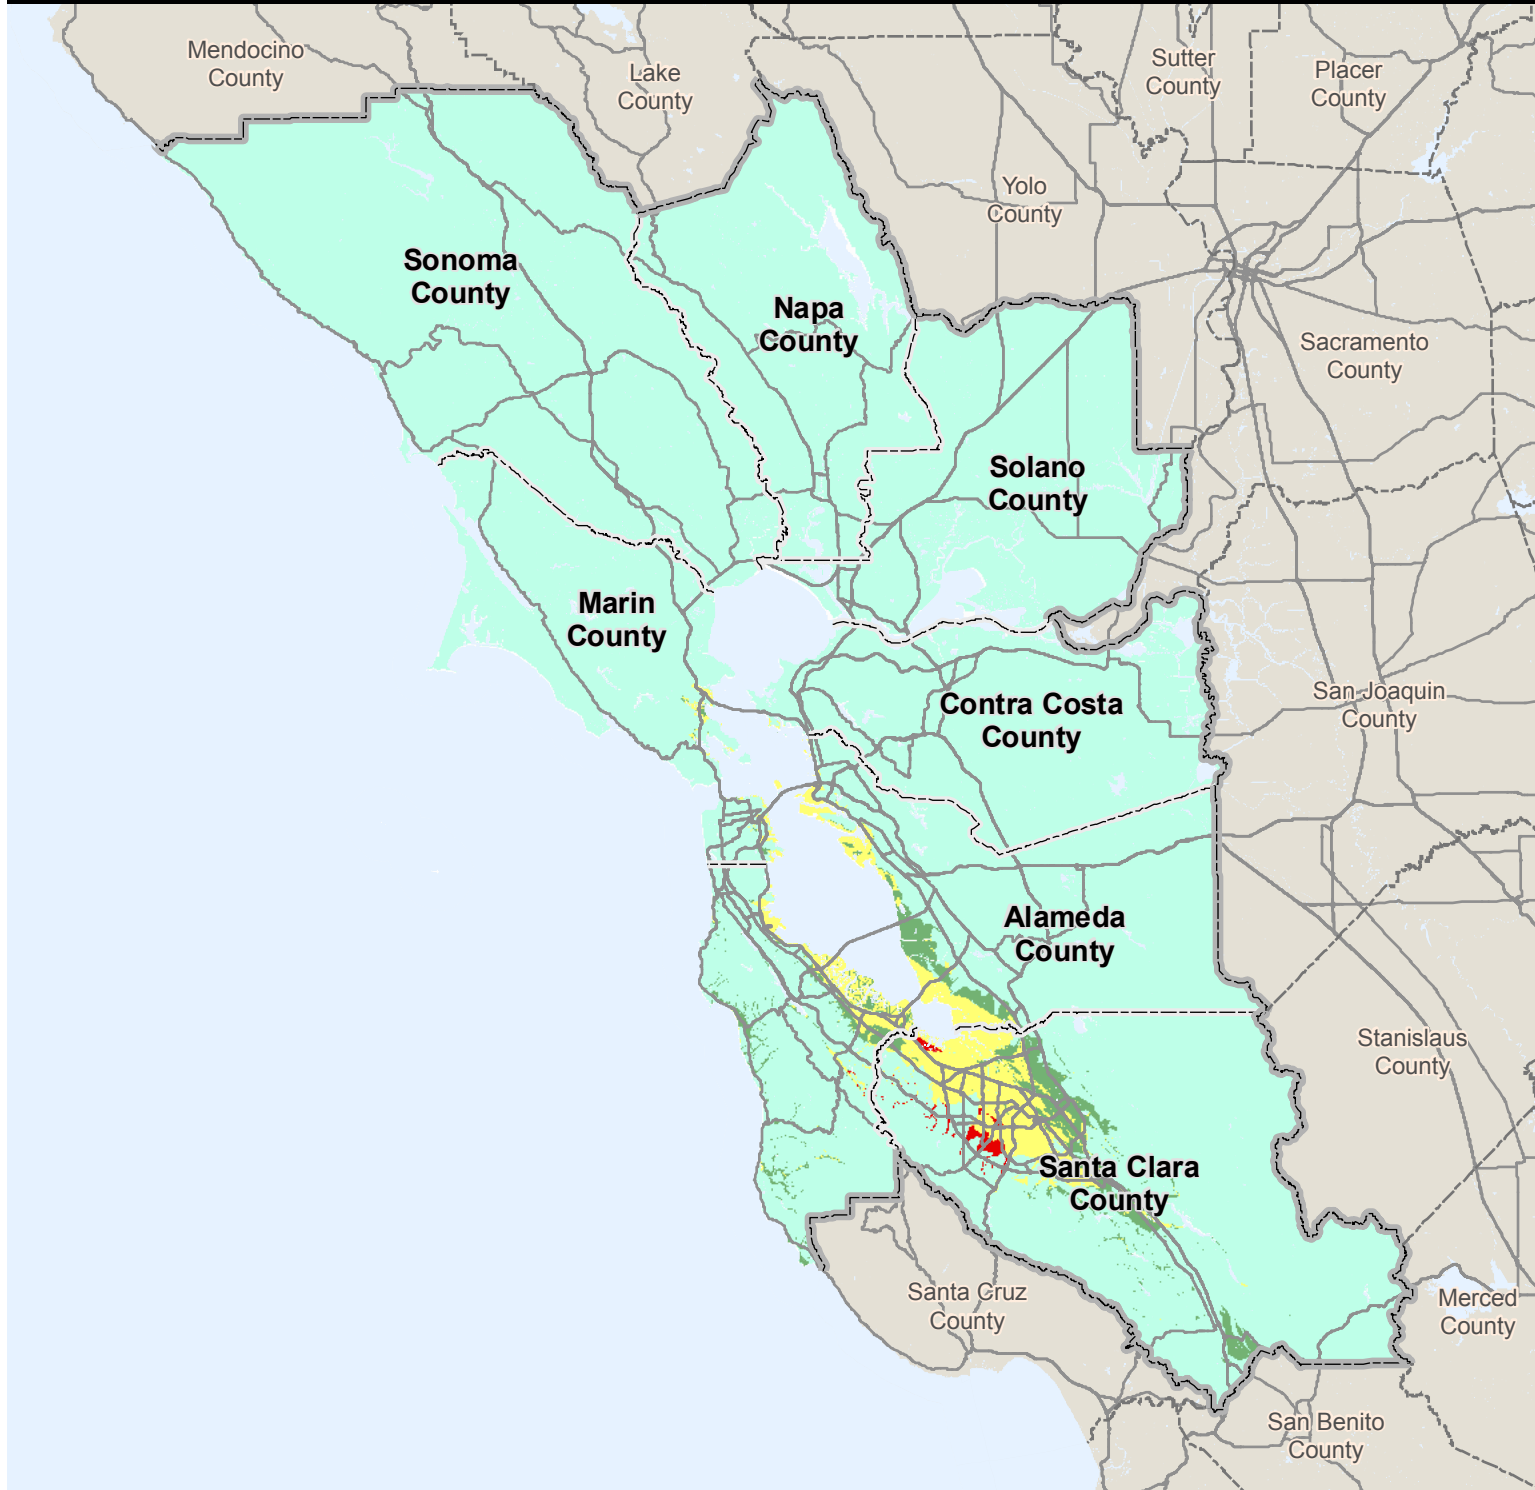 Mendocino
County
Lake
County
Sutter
County
Placer
County
Yolo
County
Sonoma
County
Napa
County
Sacramento
County
Solano
County
Marin
County
Contra Costa
County
San Joaquin
County
Alameda
County
Stanislaus
County
Santa Clara
County
Santa Cruz
County
Merced
County
San Benito
County